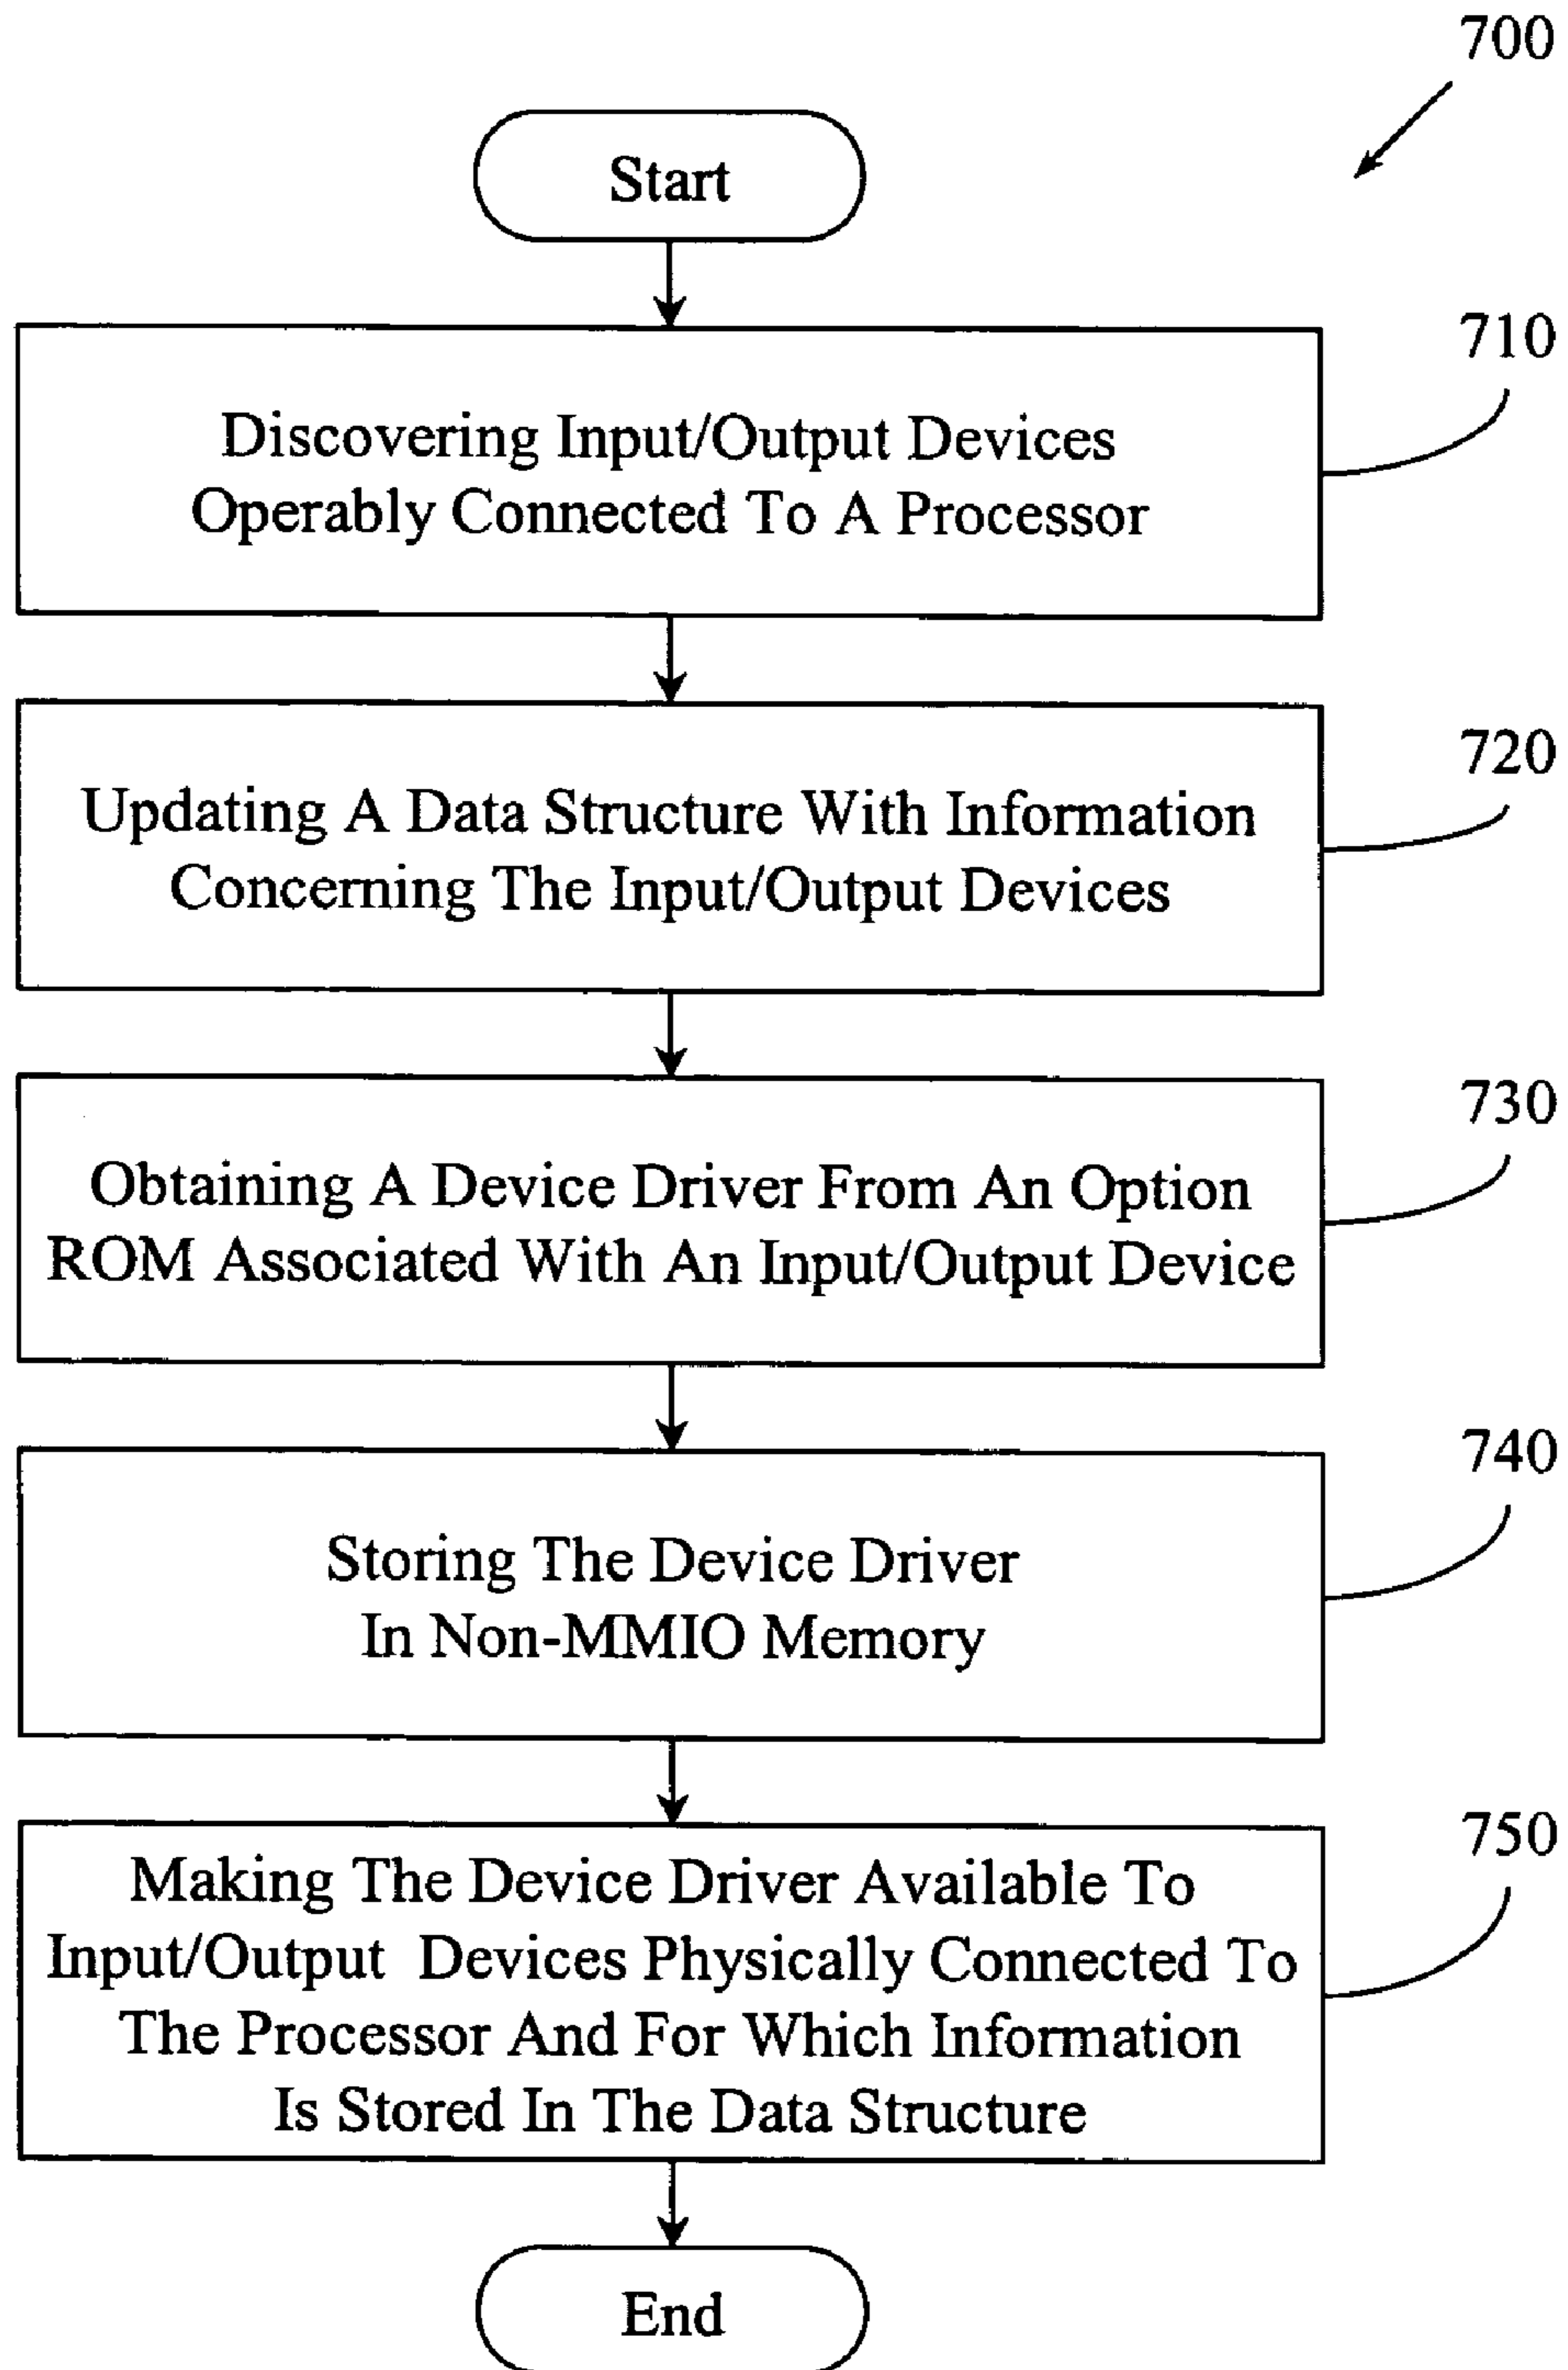 700
Start
710
Discovering Input/Output Devices
Operably Connected To A Processor
720
Updating A Data Structure With Information
Concerning The Input/Output Devices
730
Obtaining A Device Driver From An Option
ROM Associated With An Input/Output Device
740
Storing The Device Driver
In Non-MMIO Memory
750
Making The Device Driver Available To
Input/Output Devices Physically Connected To
The Processor And For Which Information
Is Stored In The Data Structure
End